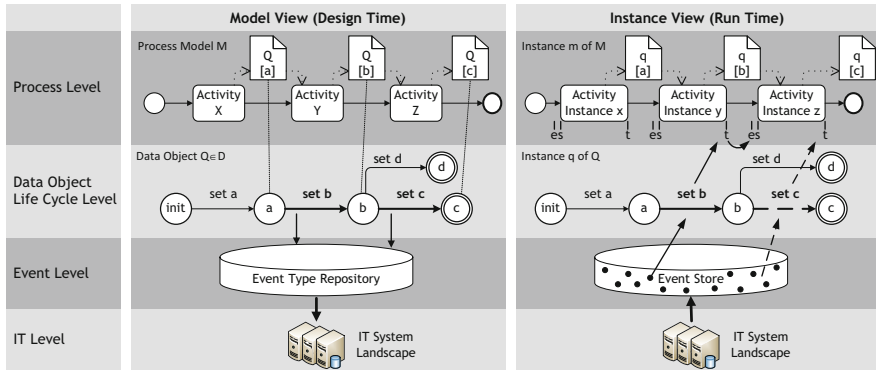 Model View (Design Time)
Instance View (Run Time)
Process Level
Process Model M
Q
[a]
Q
[b]
Q
[c]
Activity
X
Activity
Y
Activity
Z
Instance m of M
q
[a]
q
[b]
q
[c]
Activity
Instance x
Activity
Instance y
Activity
Instance z
es
t
es
t
es
t
Data Object
Life Cycle Level
Data Object Q∈D
init
set a
a
set b
b
set d
d
set c
c
Instance q of Q
init
set a
a
set b
b
set d
d
set c
c
Event Level
Event Type Repository
Event Store
IT Level
IT System
Landscape
IT System
Landscape